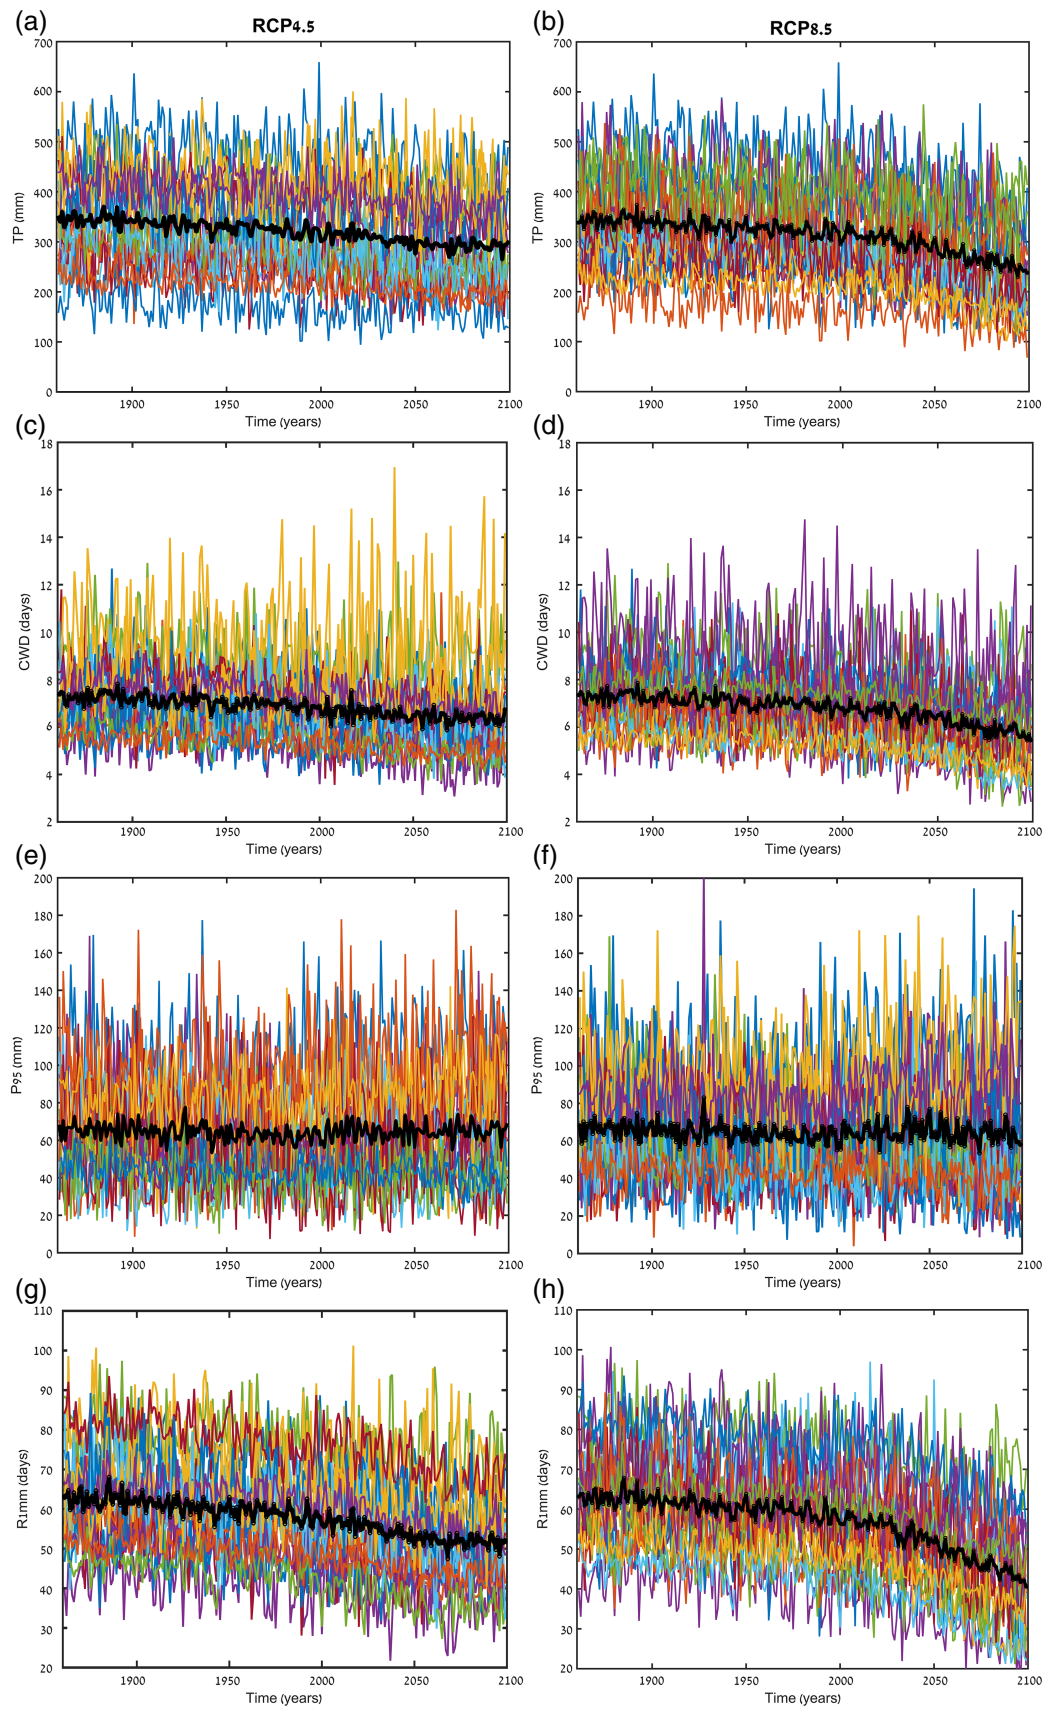 (a) RCP4.5 (b) RCP8.5
700 700
600 600
500 500
400 400
TP (mm) TP (mm)
300 300
200 200
100 100
0 0
1900 1950 2000 2050 2100 1900 1950 2000 2050 2100
Time (years) Time (years)
(c) (d)
18 18
16 16
14 14
12 12
10 10
CWD (days) CWD (days)
8 8
6 6
4 4
2 2
1900 1950 2000 2050 2100 1900 1950 2000 2050 2100
Time (years) Time (years)
(e) (f)
200 200
180 180
160 160
140 140
120 120
100 100
P95 (mm) P95 (mm)
80 80
60 60
40 40
20 20
0 0
1900 1950 2000 2050 2100 1900 1950 2000 2050 2100
Time (years) Time (years)
(g) (h)
110 110
100 100
90 90
80 80
70 70
R1mm (days) R1mm (days)
60 60
50 50
40 40
30 30
20 20
1900 1950 2000 2050 2100 1900 1950 2000 2050 2100
Time (years) Time (years)